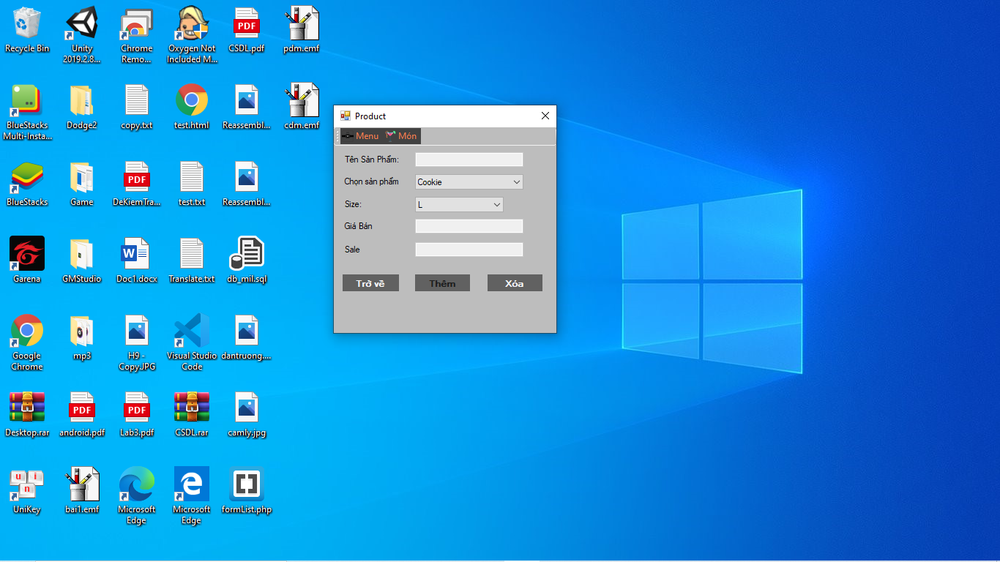 Recycle Bin
Unity
2019.2.8...
Chrome
Remo...
Oxygen Not
Included M...
PDF
CSDL.pdf
pdm.emf
BlueStacks
Multi-Insta...
Dodge2
copy.txt
test.html
Reassembl...
cdm.emf
BlueStacks
Game
PDF
DeKiemTra...
test.txt
Reassembl...
Garena
GMStudio
W
Doc1.docx
Translate.txt
db_mil.sql
Google
Chrome
mp3
H9 -
Copy.JPG
Visual Studio
Code
dantruong....
Desktop.rar
PDF
android.pdf
PDF
Lab3.pdf
CSDL.rar
camly.jpg
u i
n
UniKey
bai1.emf
Microsoft
Edge
Microsoft
Edge
formList.php
Product
Menu Món
Tên Sản Phẩm:
Chọn sản phẩm Cookie
Size: L
Giá Bán
Sale
Trở về Thêm Xóa